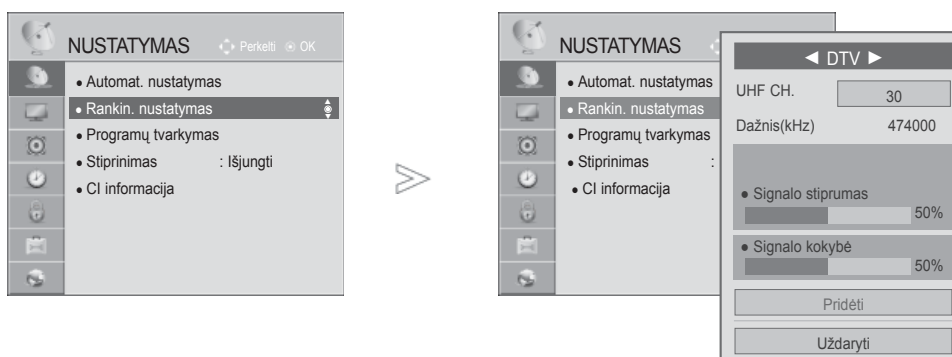 NUSTATYMAS Perkelti OK
• Automat. nustatymas
• Rankin. nustatymas
• Programų tvarkymas
• Stiprinimas : Išjungti
• CI informacija
NUSTATYMAS
• Automat. nustatymas
• Rankin. nustatymas
• Programų tvarkymas
• Stiprinimas :
• CI informacija
◄ DTV ►
UHF CH. 30
Dažnis(kHz) 474000
• Signalo stiprumas
50%
• Signalo kokybė
50%
Pridėti
Uždaryti